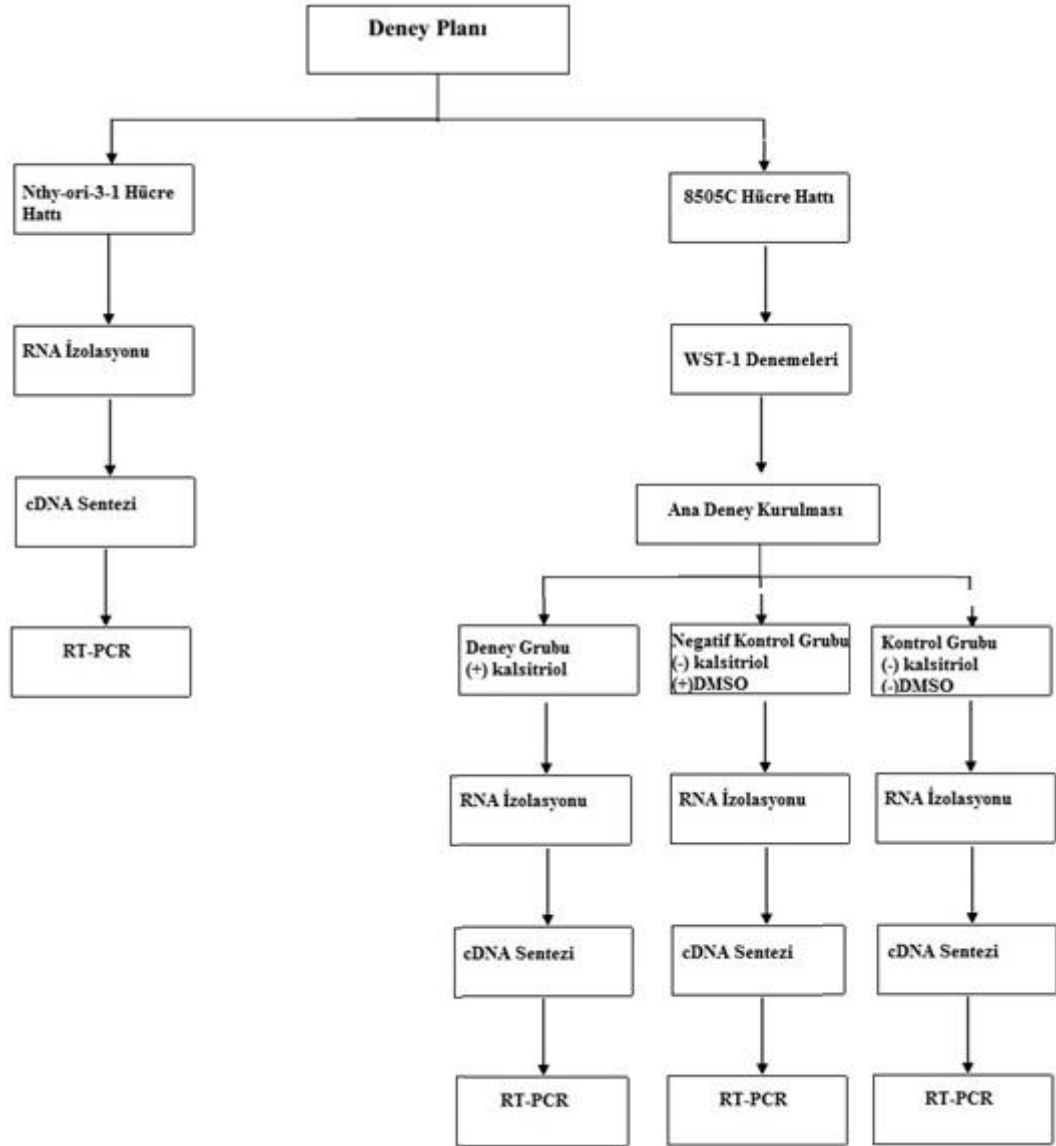 Deney Planı
Nthy-ori-3-1 Hücre
Hattı
RNA İzolasyonu
cDNA Sentezi
RT-PCR
8505C Hücre Hattı
WST-1 Denemeleri
Ana Deney Kurulması
Deney Grubu
(+) kalsitriol
RNA İzolasyonu
cDNA Sentezi
RT-PCR
Negatif Kontrol Grubu
(-) kalsitriol
(+)DMSO
RNA İzolasyonu
cDNA Sentezi
RT-PCR
Kontrol Grubu
(-) kalsitriol
(-)DMSO
RNA İzolasyonu
cDNA Sentezi
RT-PCR